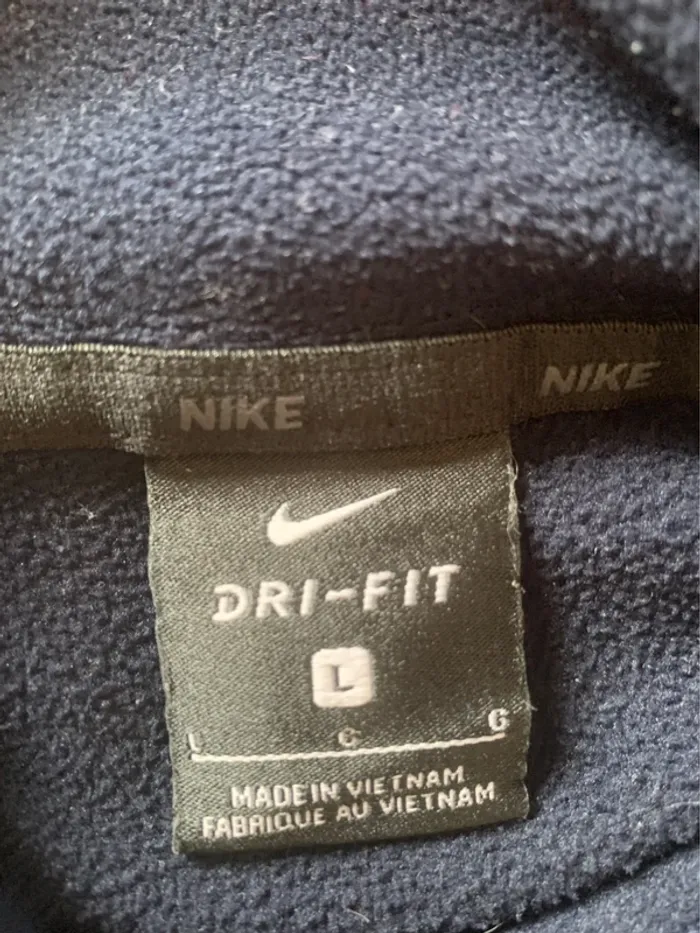 NIKE NIKE
DRI-FIT
L
L G G
MADE IN VIETNAM
FABRIQUE AU VIETNAM